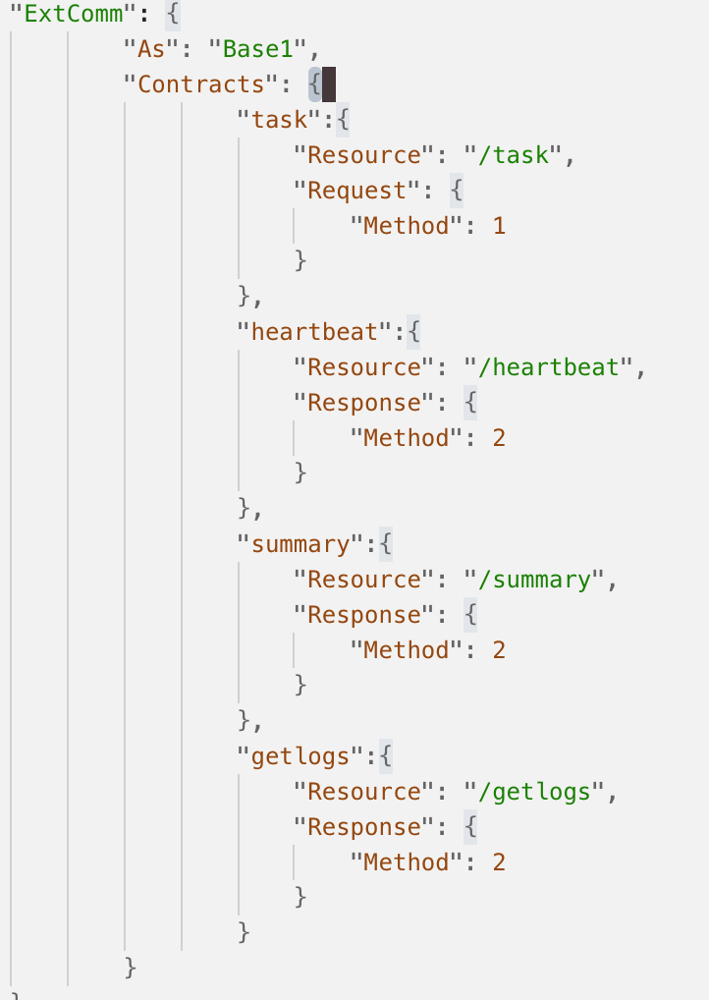 "ExtComm": {
"As": "Base1",
"Contracts": {
"task":{
"Resource": "/task",
"Request": {
"Method": 1
}
},
"heartbeat":{
"Resource": "/heartbeat",
"Response": {
"Method": 2
}
},
"summary":{
"Resource": "/summary",
"Response": {
"Method": 2
}
},
"getlogs":{
"Resource": "/getlogs",
"Response": {
"Method": 2
}
}
}
}